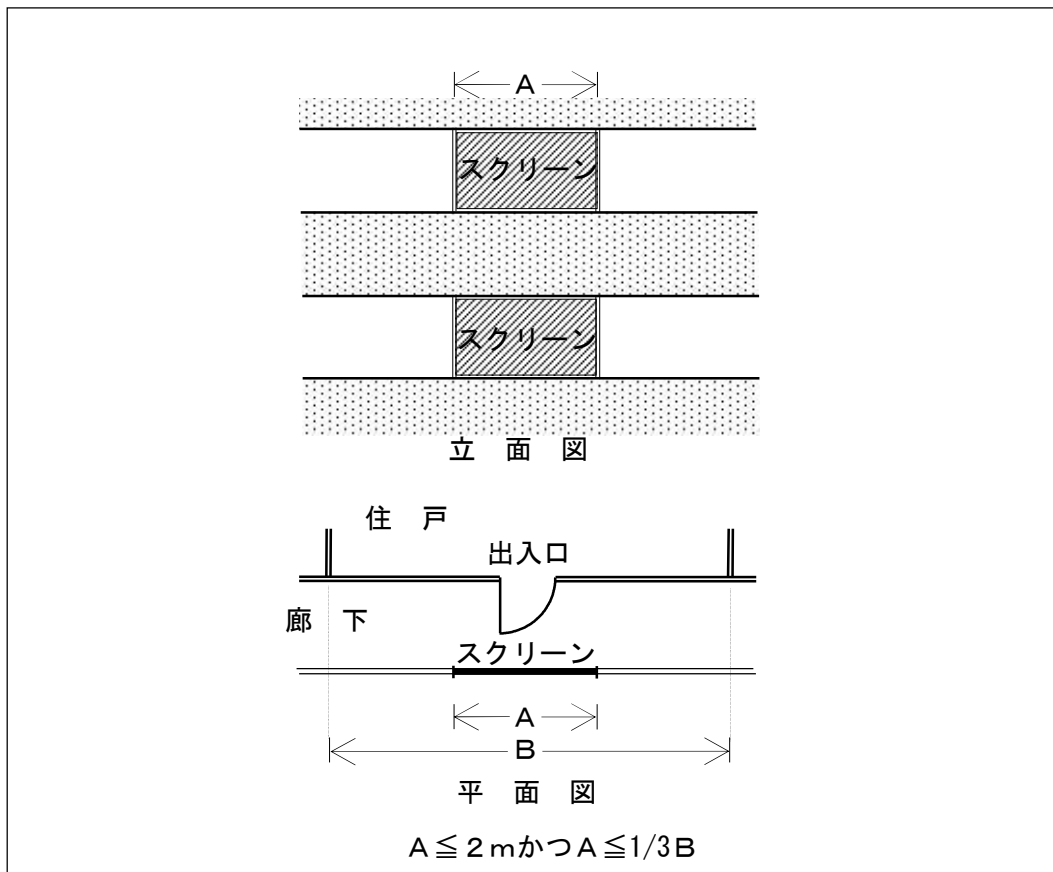 A
スクリーン
スクリーン
立　面　図
住　戸
出入口
廊　下
スクリーン
A
B
平　面　図
A≦2mかつA≦1/3B